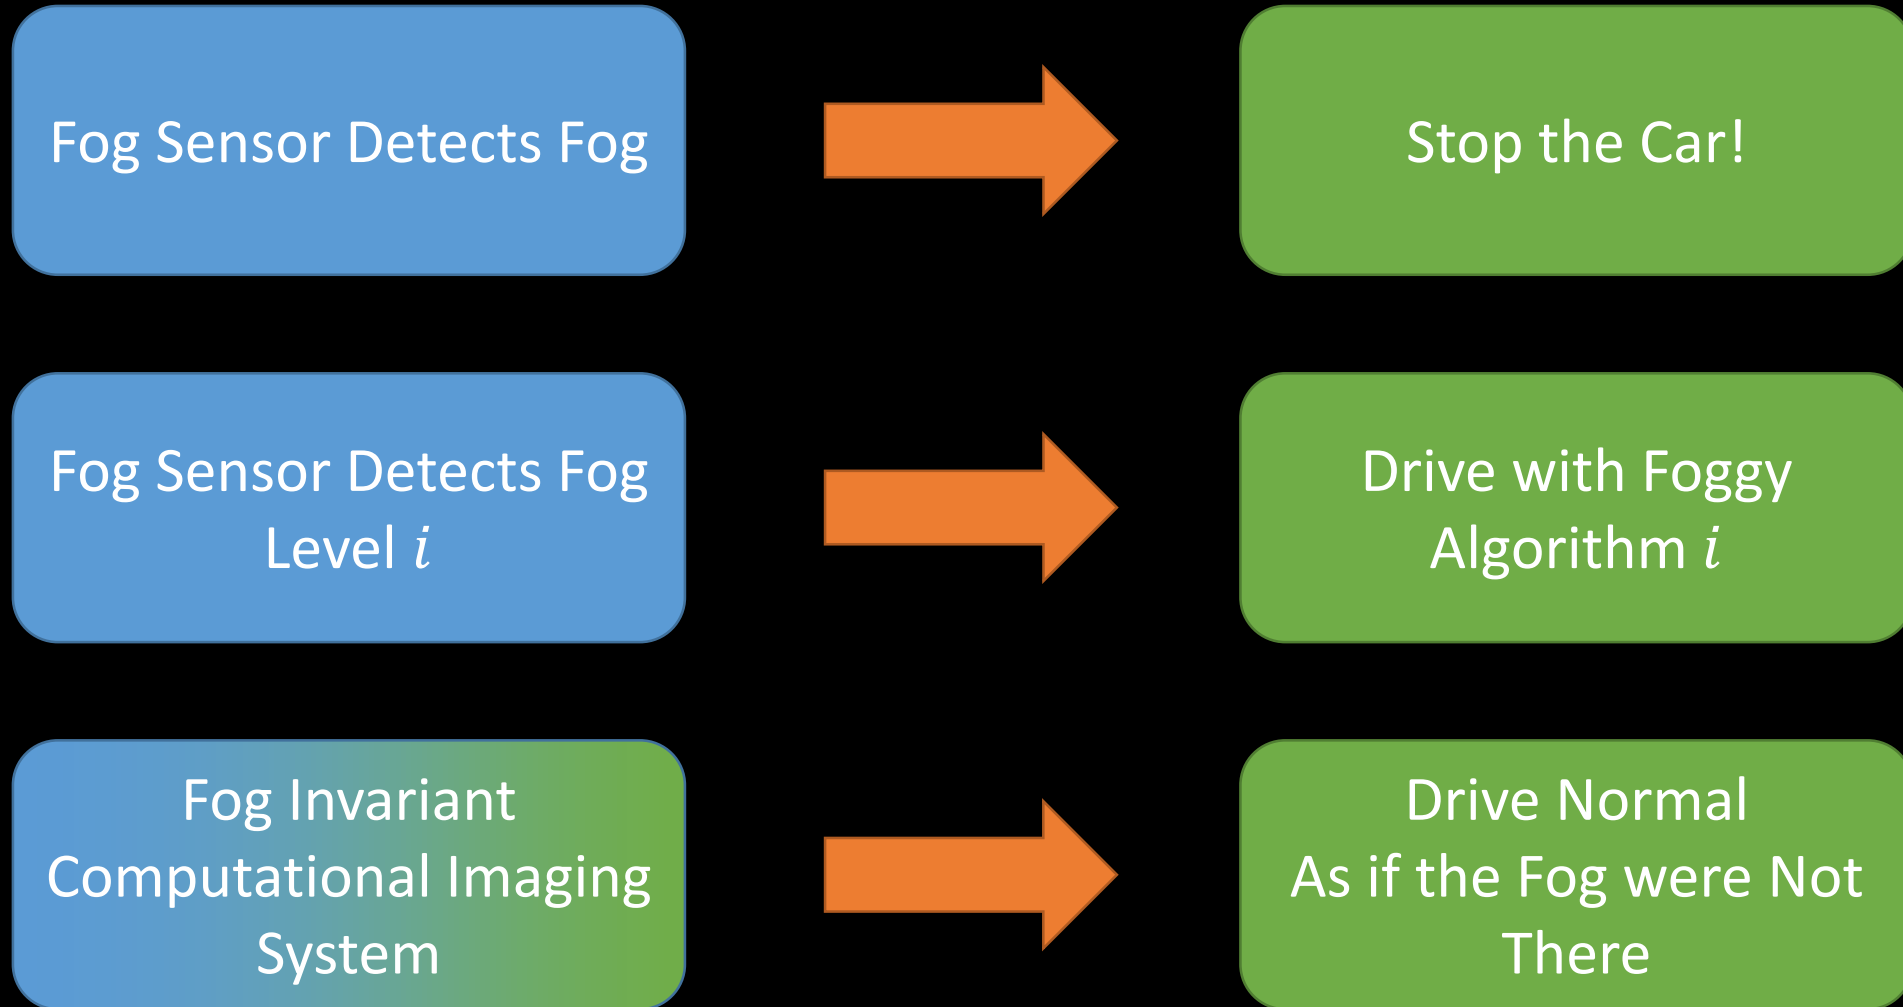 Fog Sensor Detects Fog
Stop the Car!
Fog Sensor Detects Fog
Level i
Drive with Foggy
Algorithm i
Fog Invariant
Computational Imaging
System
Drive Normal
As if the Fog were Not
There